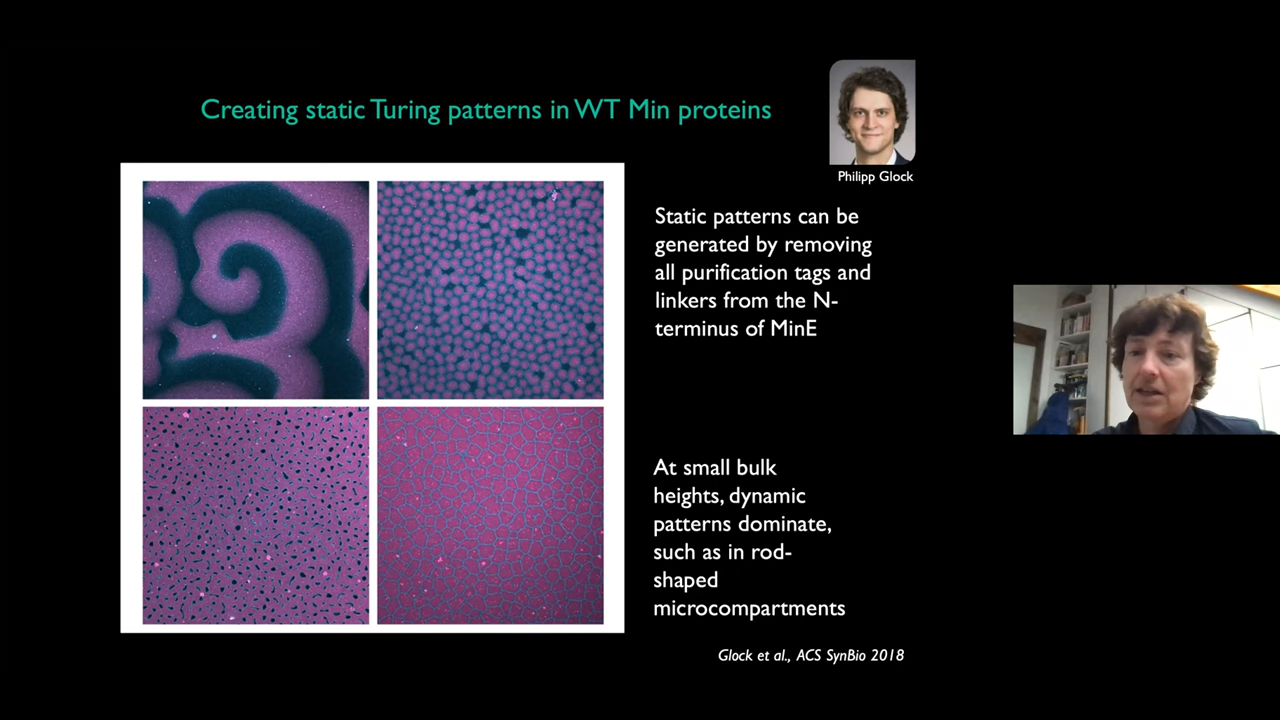 Creating static Turing patterns in WT Min proteins
Philipp Glock
Static patterns can be
generated by removing
all purification tags and
linkers from the N-
terminus of MinE
At small bulk
heights, dynamic
patterns dominate,
such as in rod-
shaped
microcompartments
Glock et al., ACS SynBio 2018